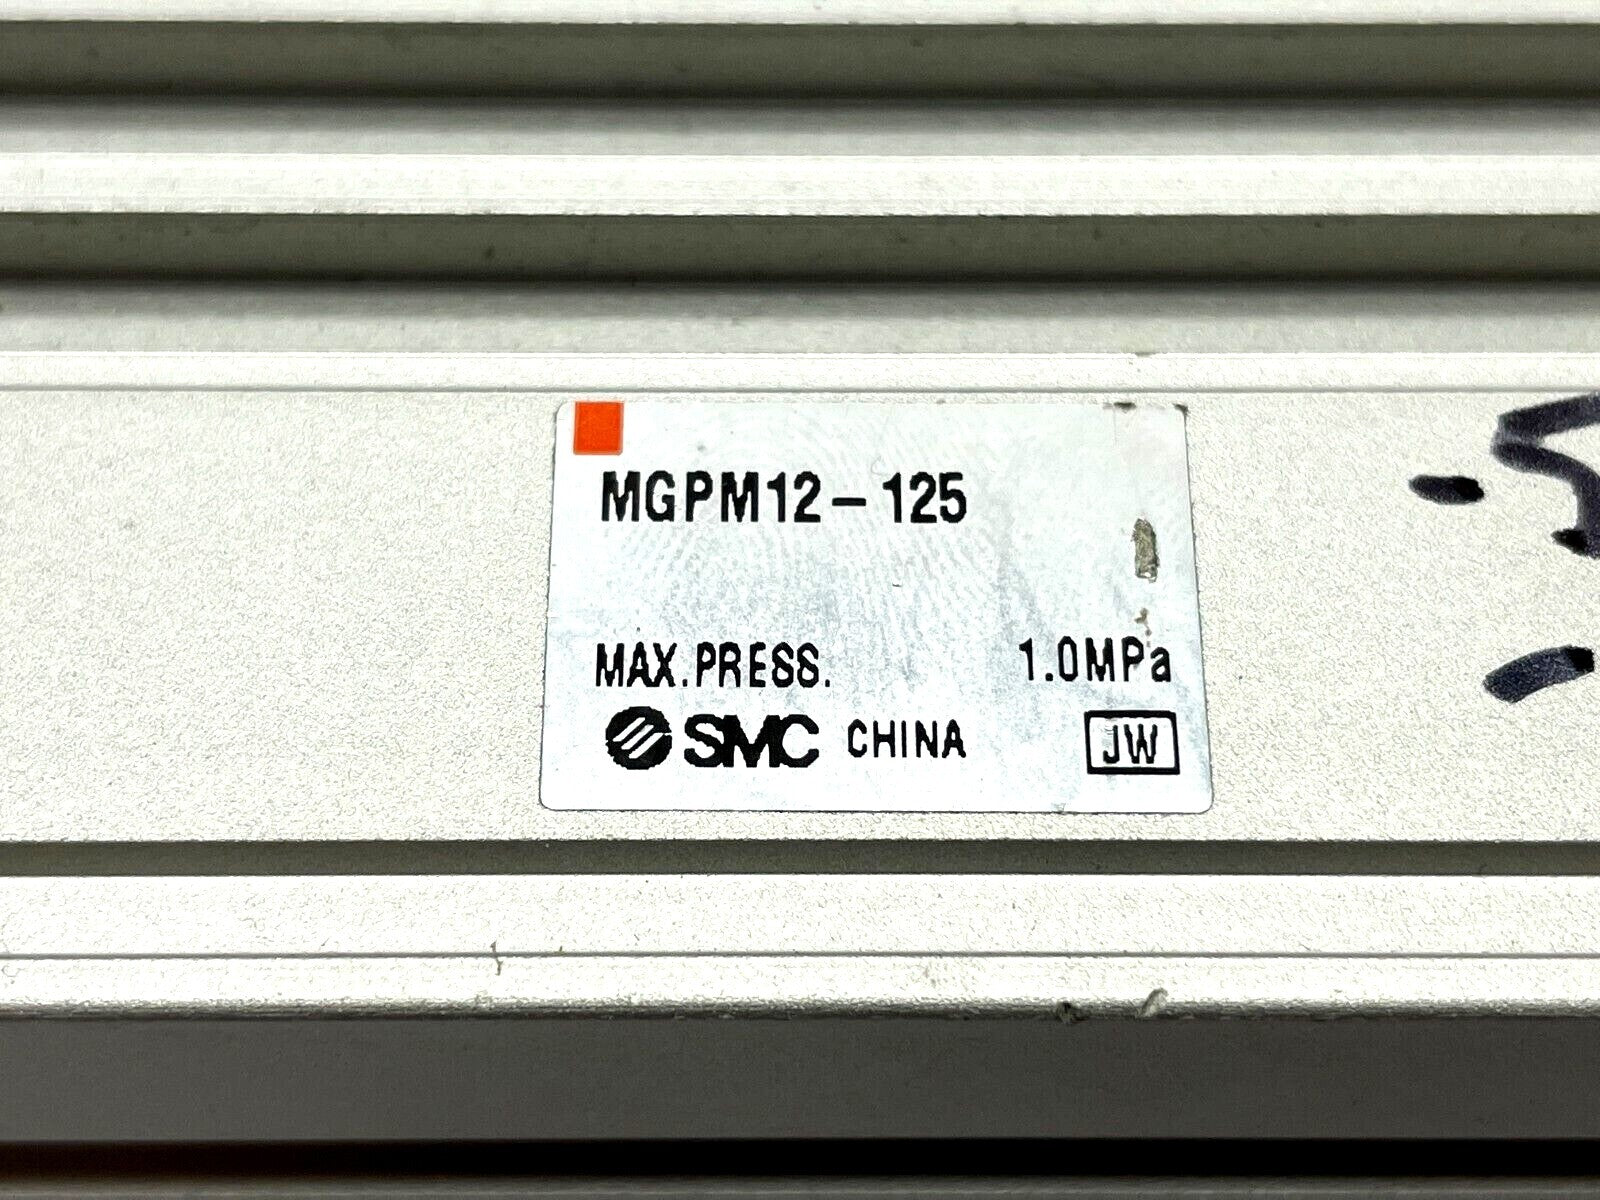 MGPM12-125
MAX.PRESS. 1.0MPa
SMC CHINA JW